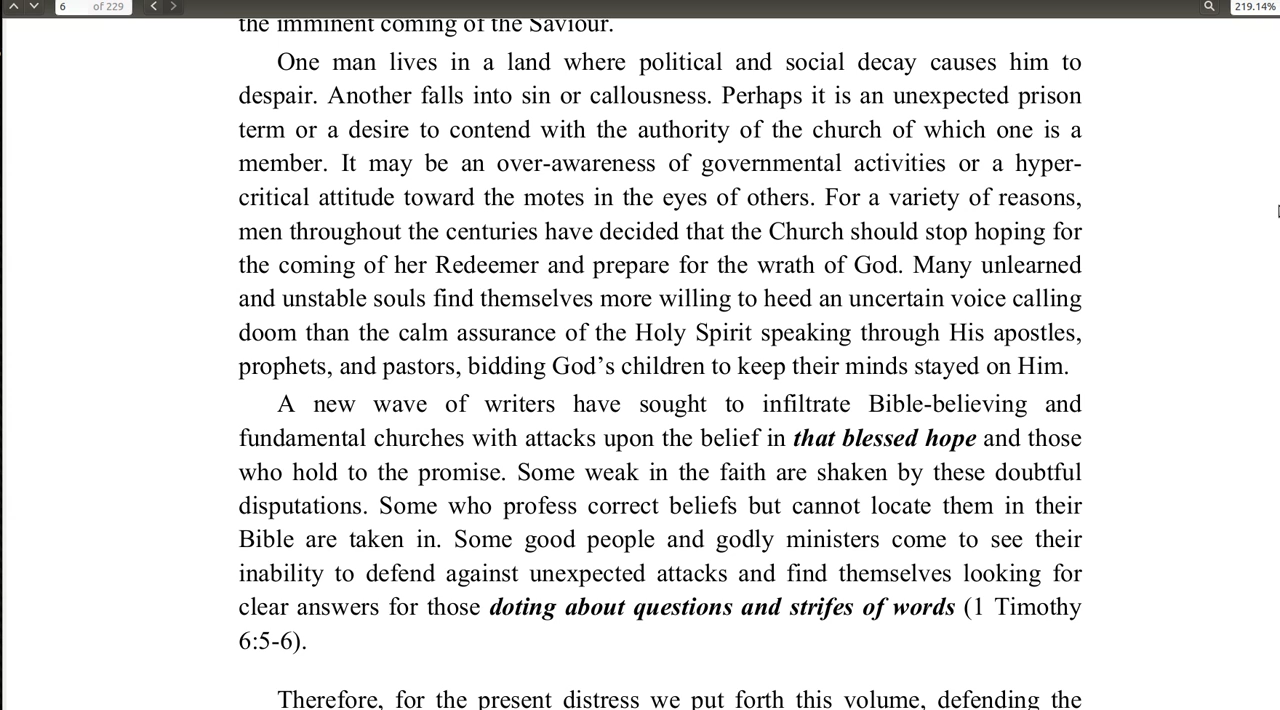 6 of 229 219.14%
the imminent coming of the Saviour.
One man lives in a land where political and social decay causes him to
despair. Another falls into sin or callousness. Perhaps it is an unexpected prison
term or a desire to contend with the authority of the church of which one is a
member. It may be an over-awareness of governmental activities or a hyper-
critical attitude toward the motes in the eyes of others. For a variety of reasons,
men throughout the centuries have decided that the Church should stop hoping for
the coming of her Redeemer and prepare for the wrath of God. Many unlearned
and unstable souls find themselves more willing to heed an uncertain voice calling
doom than the calm assurance of the Holy Spirit speaking through His apostles,
prophets, and pastors, bidding God’s children to keep their minds stayed on Him.
A new wave of writers have sought to infiltrate Bible-believing and
fundamental churches with attacks upon the belief in that blessed hope and those
who hold to the promise. Some weak in the faith are shaken by these doubtful
disputations. Some who profess correct beliefs but cannot locate them in their
Bible are taken in. Some good people and godly ministers come to see their
inability to defend against unexpected attacks and find themselves looking for
clear answers for those doting about questions and strifes of words (1 Timothy
6:5-6).
Therefore, for the present distress we put forth this volume, defending the